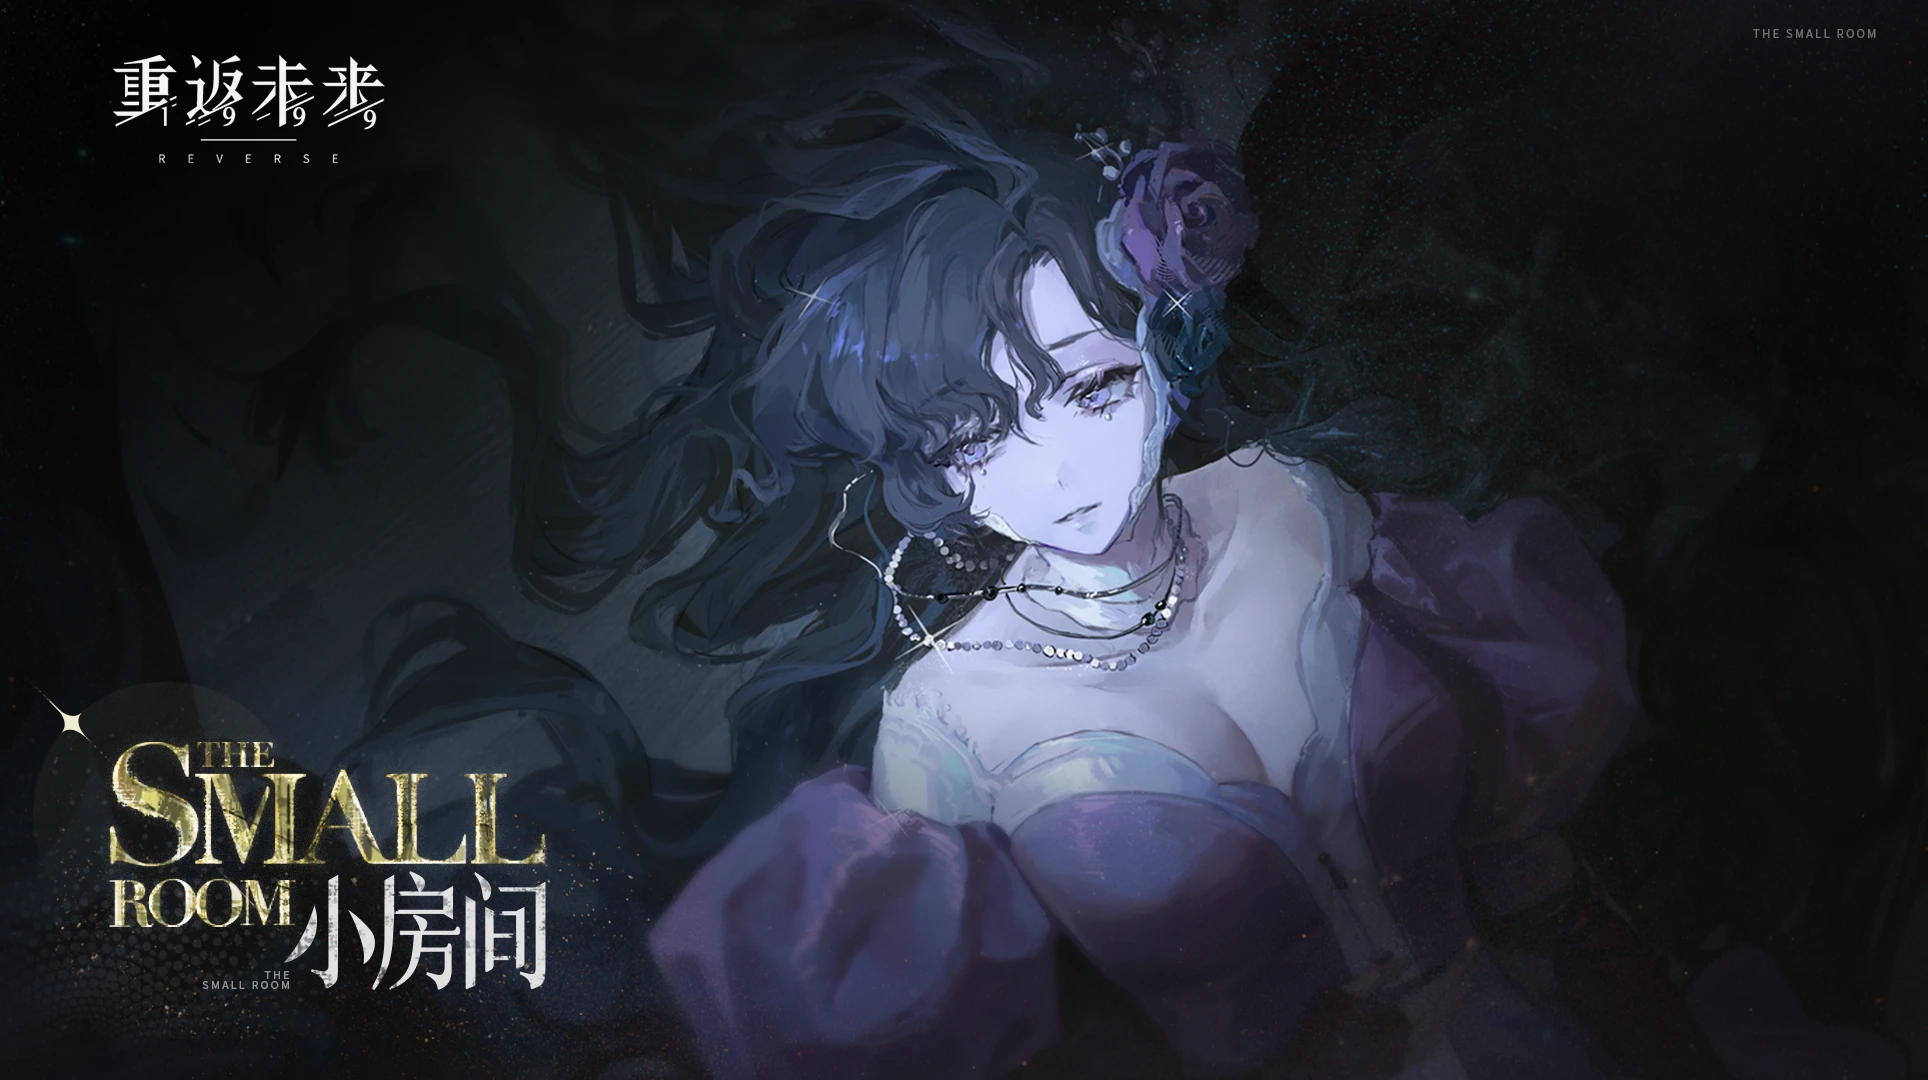 THE SMALL ROOM
重返未来
1999
REVERSE
THE
SMALL
ROOM 小房间
THE
SMALL ROOM